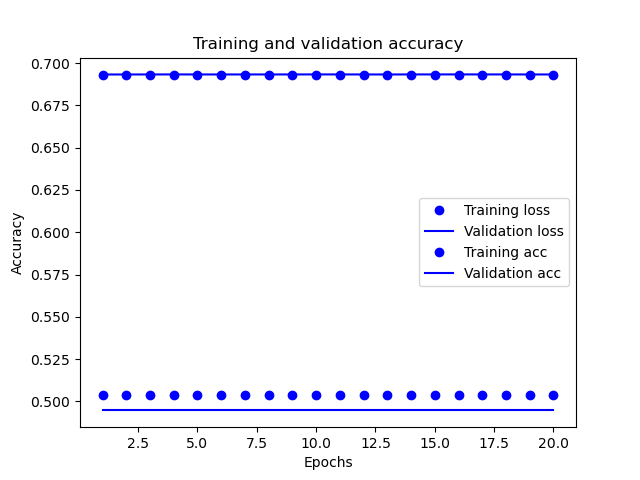 Training and validation accuracy
0.700
0.675
0.650
0.625
0.600
0.575
0.550
0.525
0.500
Accuracy
Training loss
Validation loss
Training acc
Validation acc
2.5 5.0 7.5 10.0 12.5 15.0 17.5 20.0
Epochs